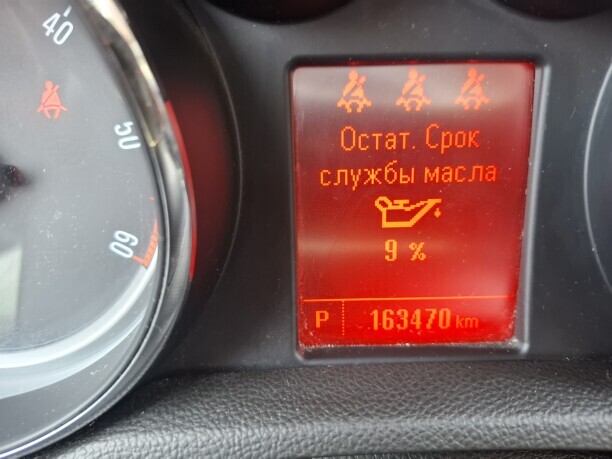 40
50
60
Остат. Срок
службы масла
9 %
P 163470 km